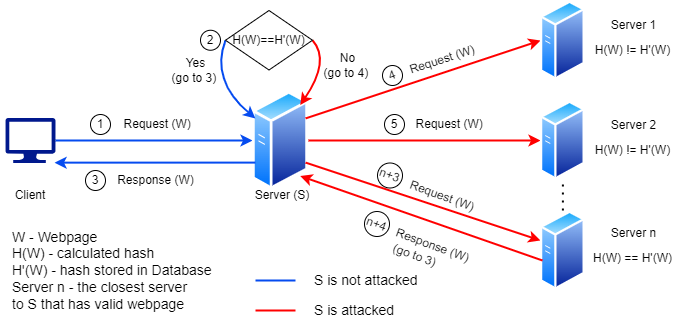 Server 1
H(W) != H'(W)
2
H(W)==H'(W)
Yes
(go to 3)
No
(go to 4)
4
Request (W)
1
Request (W)
5
Request (W)
Server 2
H(W) != H'(W)
3
Response (W)
Client
Server (S)
n+3
Request (W)
n+4
Response (W)
(go to 3)
Server n
H(W) == H'(W)
W - Webpage
H(W) - calculated hash
H'(W) - hash stored in Database
Server n - the closest server
to S that has valid webpage
S is not attacked
S is attacked